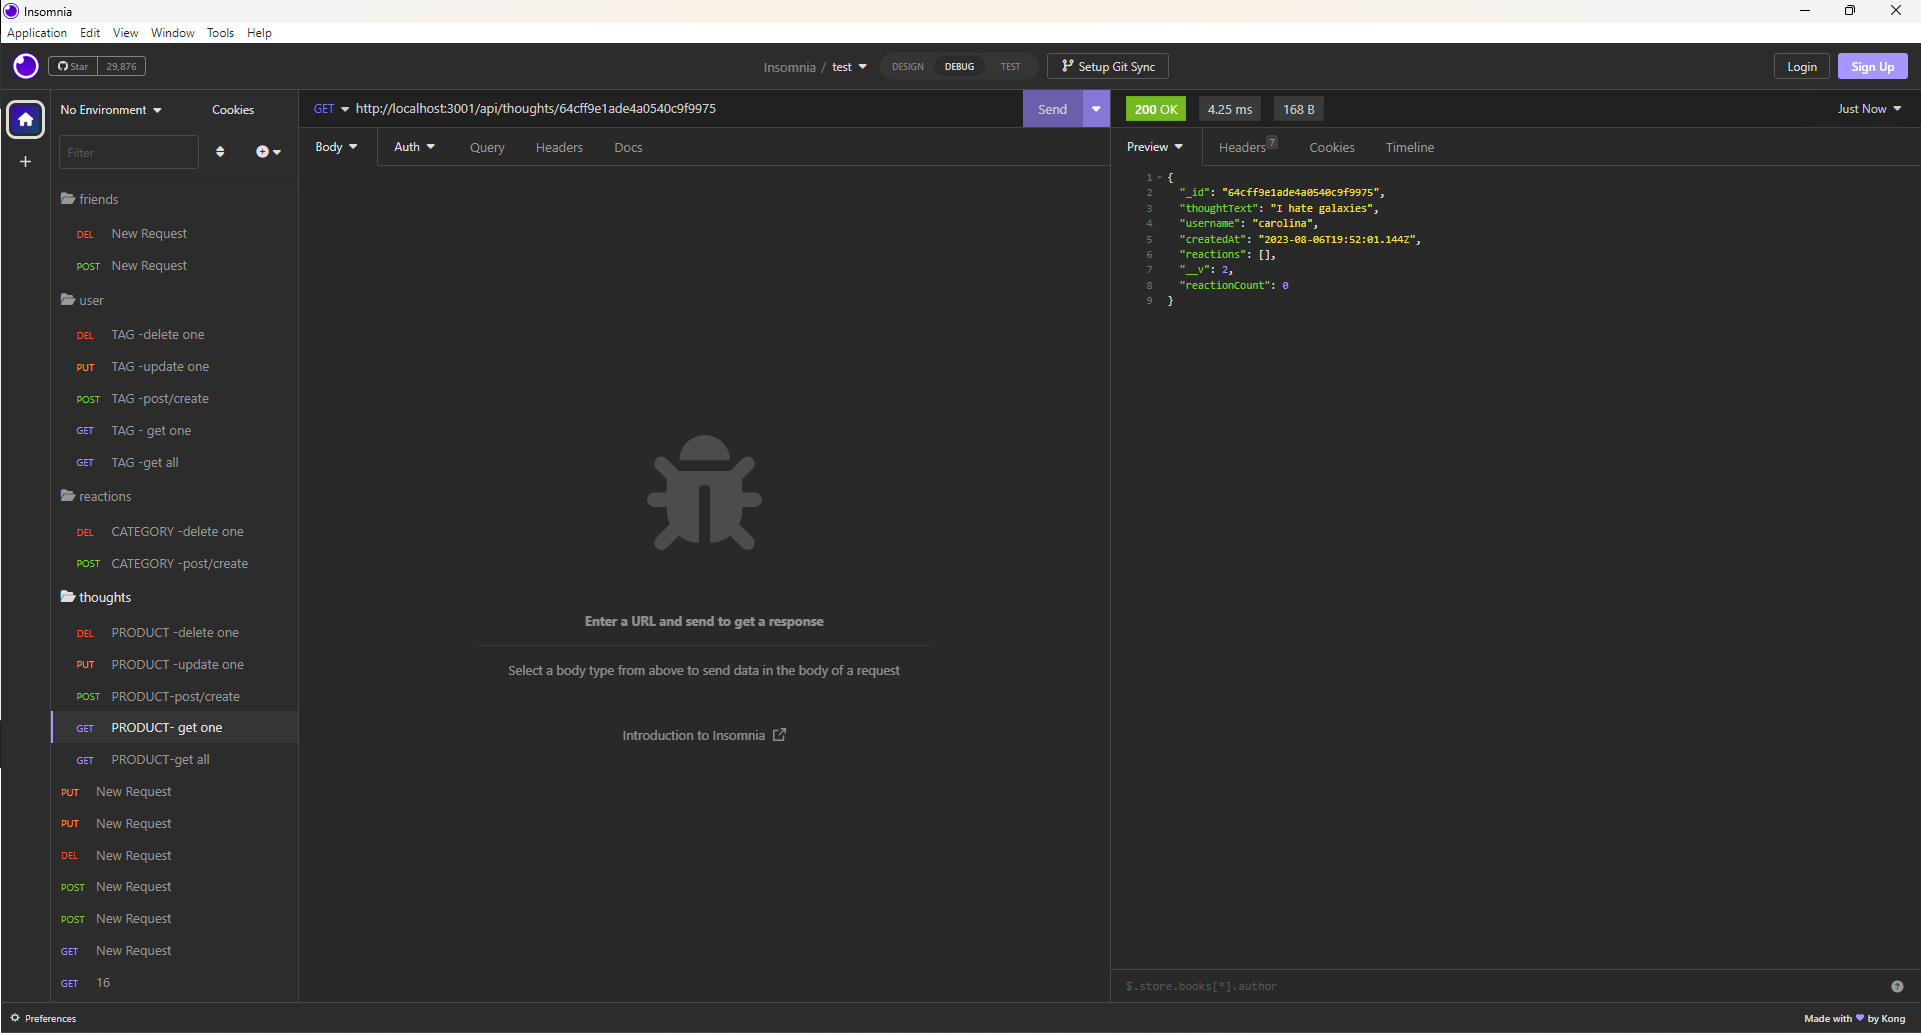 Insomnia
Application Edit View Window Tools Help
Star 29,876
Insomnia / test
DESIGN DEBUG TEST
Setup Git Sync
Login
Sign Up
No Environment
Cookies
Filter
friends
DEL New Request
POST New Request
user
DEL TAG -delete one
PUT TAG -update one
POST TAG -post/create
GET TAG - get one
GET TAG -get all
reactions
DEL CATEGORY -delete one
POST CATEGORY -post/create
thoughts
DEL PRODUCT -delete one
PUT PRODUCT -update one
POST PRODUCT-post/create
GET PRODUCT- get one
GET PRODUCT-get all
PUT New Request
PUT New Request
DEL New Request
POST New Request
POST New Request
GET New Request
GET 16
GET http://localhost:3001/api/thoughts/64cff9e1ade4a0540c9f9975
Send
Body Auth Query Headers Docs
Enter a URL and send to get a response
Select a body type from above to send data in the body of a request
Introduction to Insomnia
200 OK 4.25 ms 168 B
Just Now
Preview Headers 7 Cookies Timeline
1 {
2 "_id": "64cff9e1ade4a0540c9f9975",
3 "thoughtText": "I hate galaxies",
4 "username": "carolina",
5 "createdAt": "2023-08-06T19:52:01.144Z",
6 "reactions": [],
7 "__v": 2,
8 "reactionCount": 0
9 }
$.store.books[*].author
?
Preferences
Made with ♥ by Kong